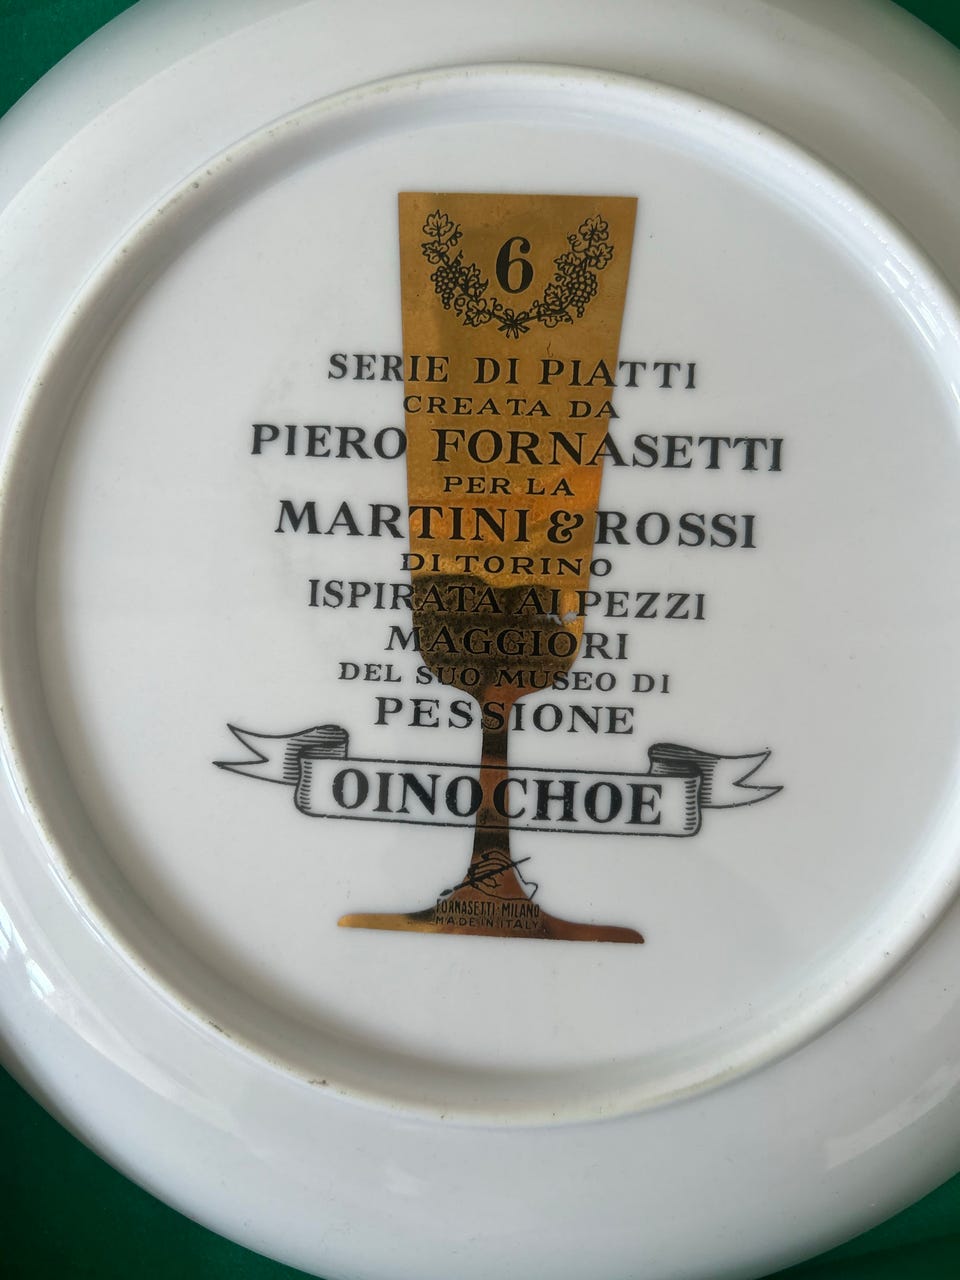 6
SERIE DI PIATTI
CREATA DA
PIERO FORNASETTI
PER LA
MARTINI & ROSSI
DI TORINO
ISPIRATA AI PEZZI
MAGGIORI
DEL SUO MUSEO DI
PESSIONE
OINOCHOE
FORNASETTI·MILANO
MADE IN ITALY